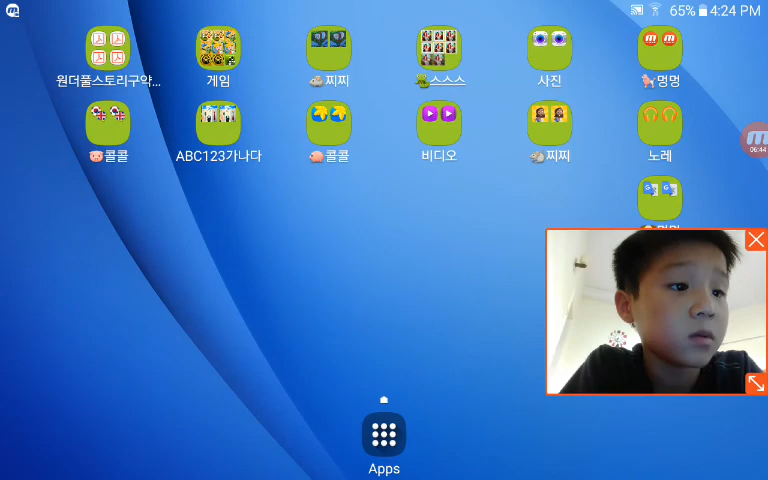 65% 4:24 PM
원더풀스토리구약...
게임
찌찌
스스스
사진
멍멍
06:44
콜콜
ABC123가나다
콜콜
비디오
찌찌
노레
멍멍
Apps